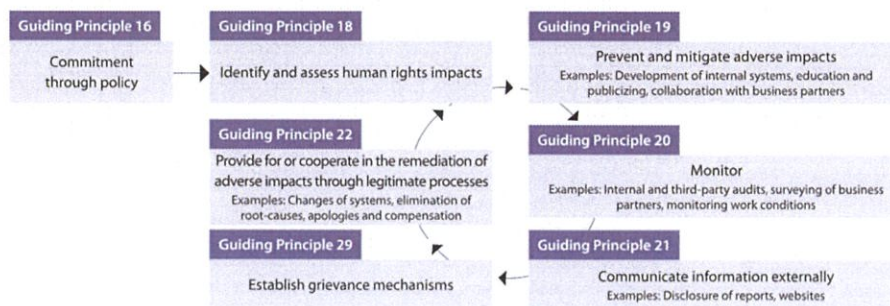 Guiding Principle 16
Commitment
through policy
Guiding Principle 18
Identify and assess human rights impacts
Guiding Principle 19
Prevent and mitigate adverse impacts
Examples: Development of internal systems, education and
publicizing, collaboration with business partners
Guiding Principle 20
Monitor
Examples: Internal and third-party audits, surveying of business
partners, monitoring work conditions
Guiding Principle 21
Communicate information externally
Examples: Disclosure of reports, websites
Guiding Principle 29
Establish grievance mechanisms
Guiding Principle 22
Provide for or cooperate in the remediation of
adverse impacts through legitimate processes
Examples: Changes of systems, elimination of
root-causes, apologies and compensation